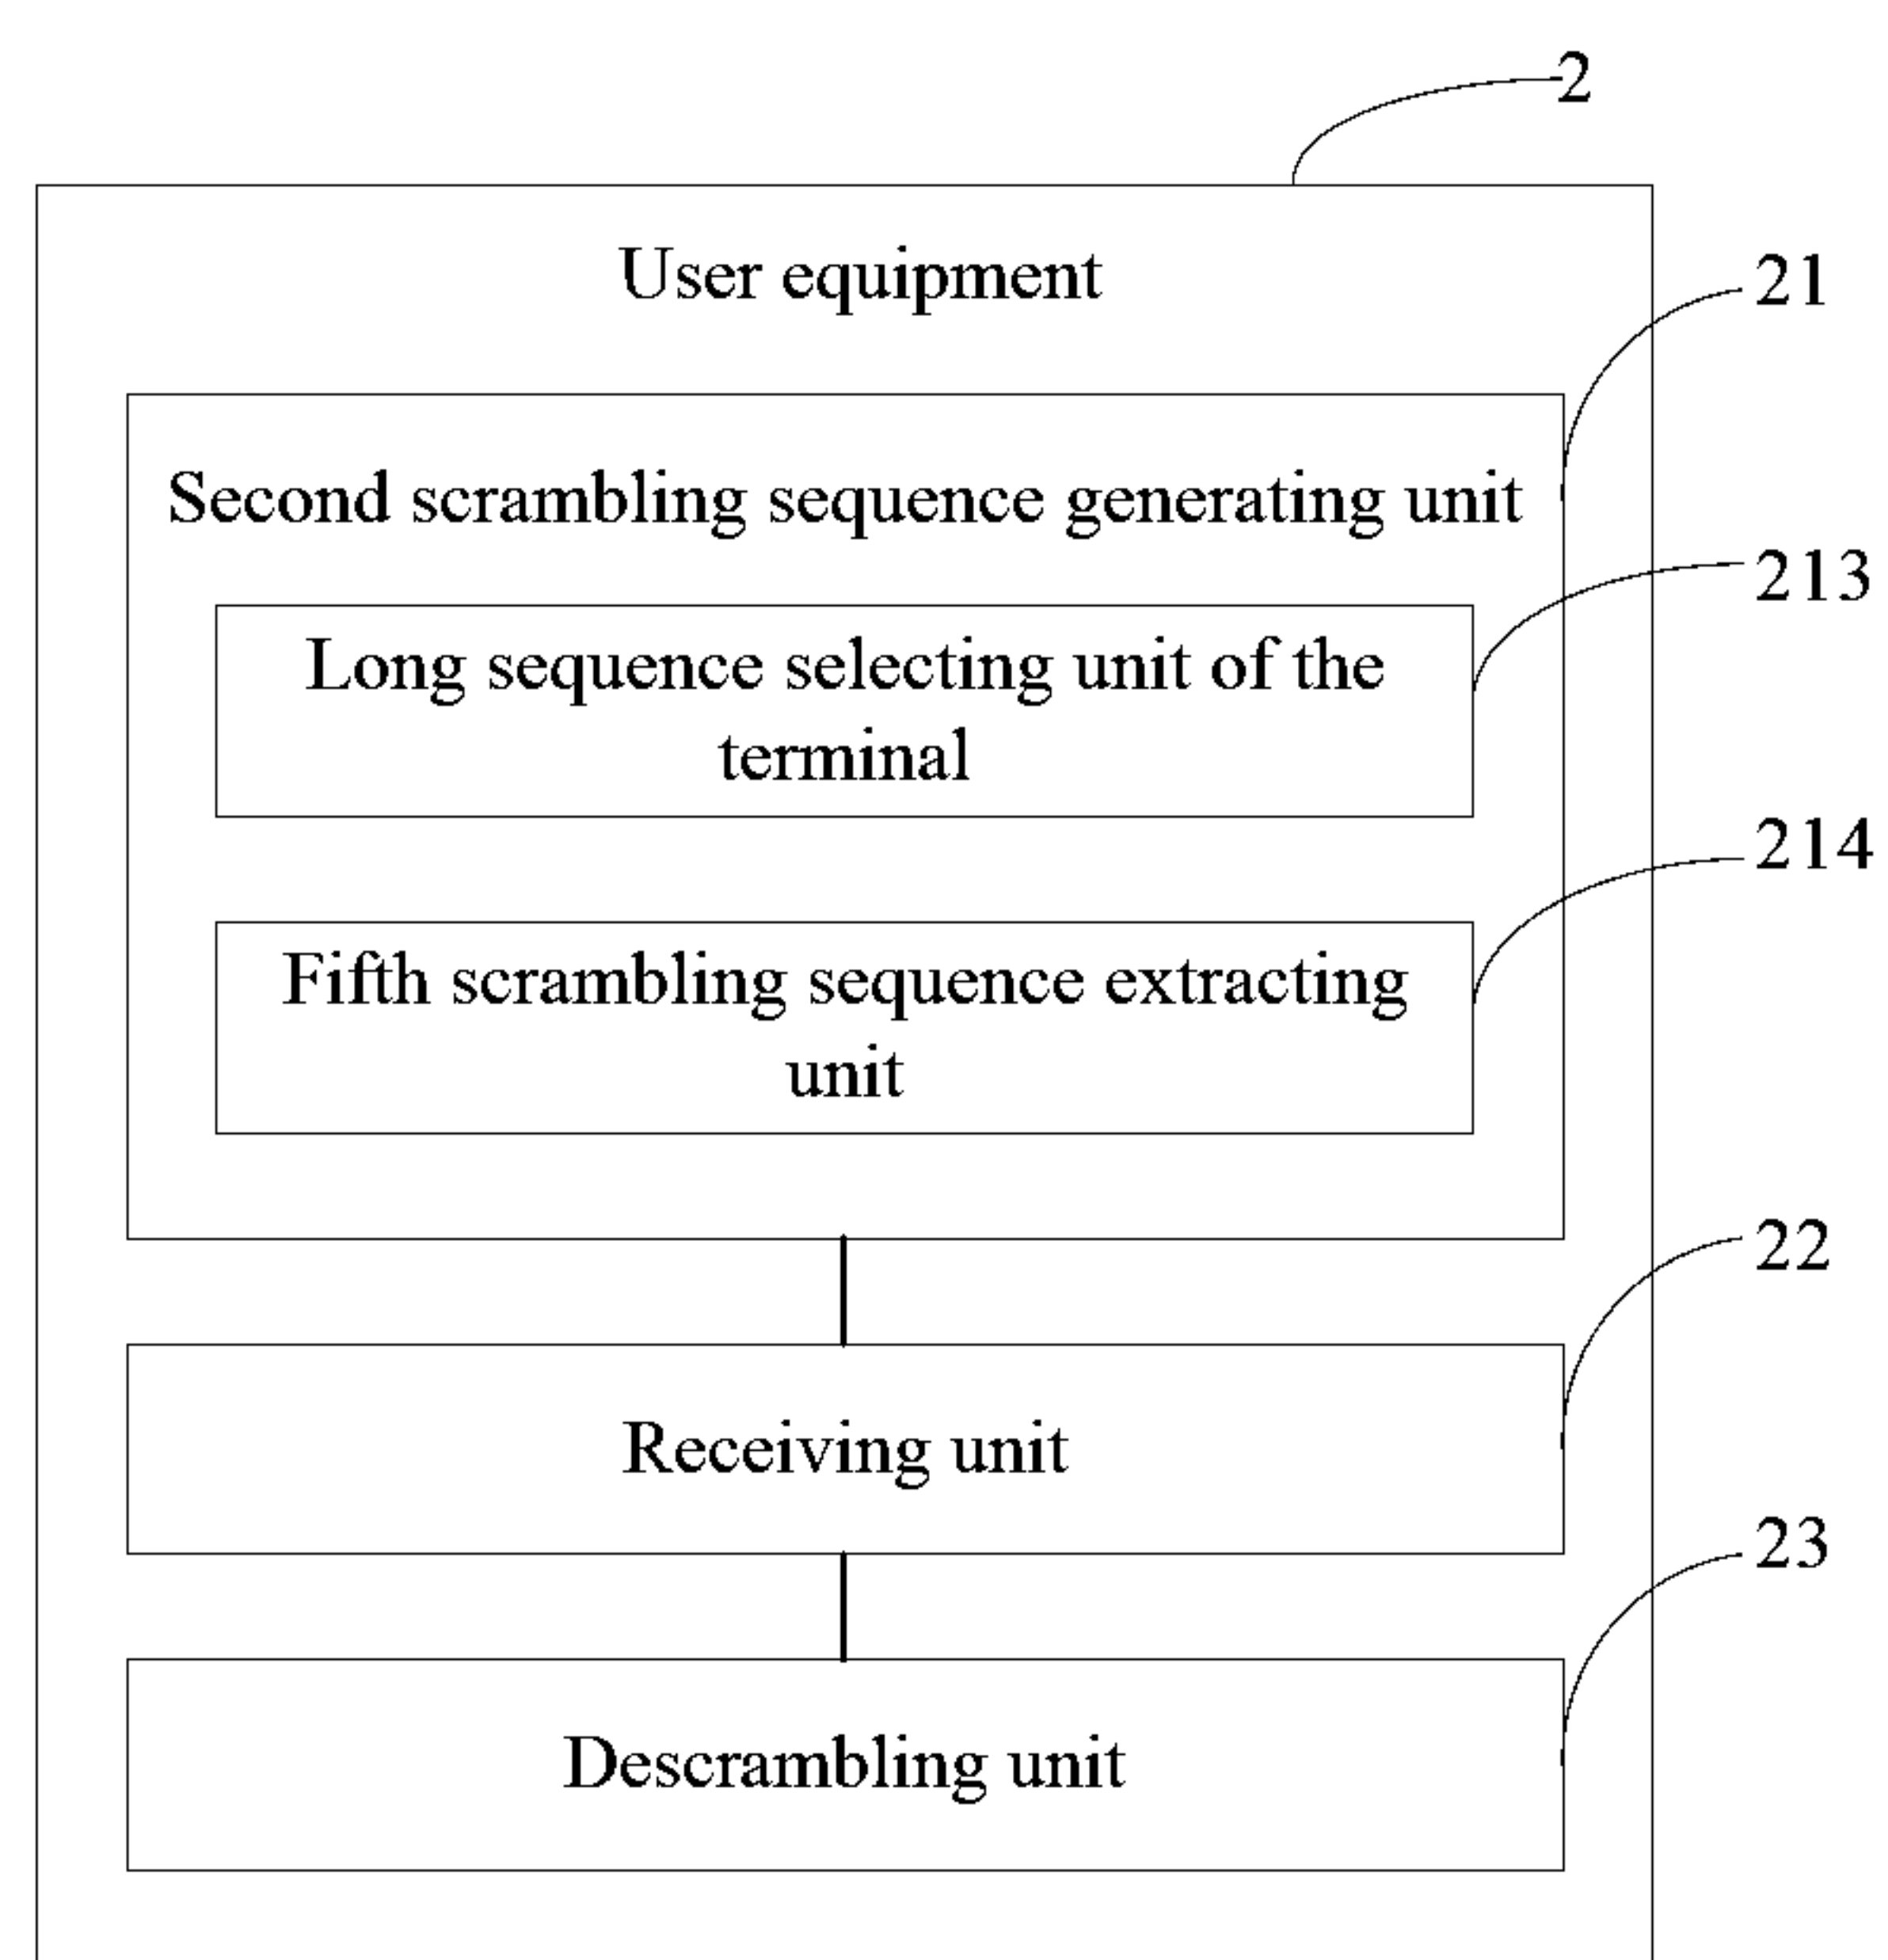 2
User equipment
21
Second scrambling sequence generating unit
213
Long sequence selecting unit of the
terminal
214
Fifth scrambling sequence extracting
unit
22
Receiving unit
23
Descrambling unit